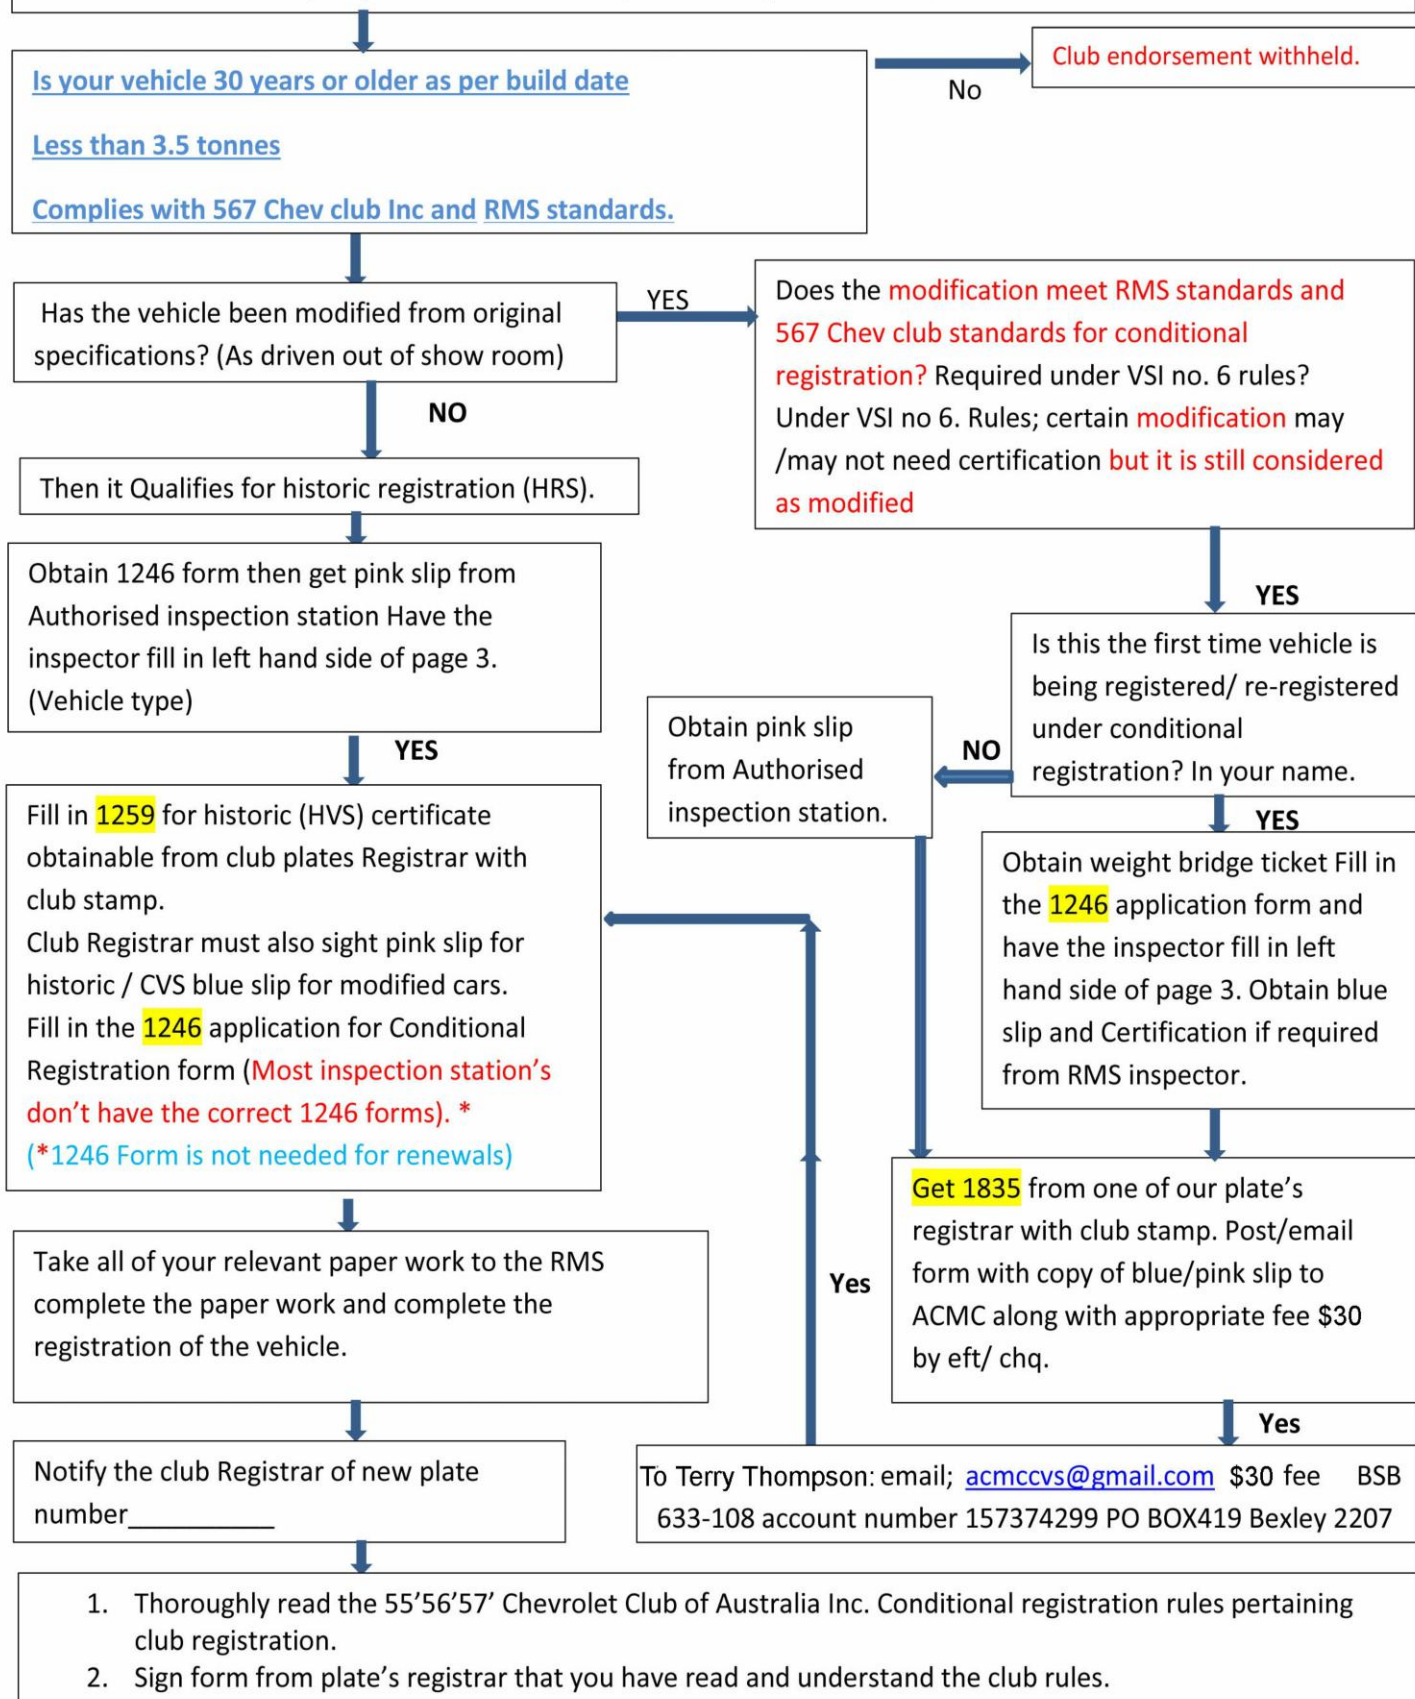 Is your vehicle 30 years or older as per build date
Less than 3.5 tonnes
Complies with 567 Chev club Inc and RMS standards.
No
Club endorsement withheld.
Has the vehicle been modified from original
specifications? (As driven out of show room)
YES
Does the modification meet RMS standards and
567 Chev club standards for conditional
registration? Required under VSI no. 6 rules?
Under VSI no 6. Rules; certain modification may
/may not need certification but it is still considered
as modified
NO
Then it Qualifies for historic registration (HRS).
Obtain 1246 form then get pink slip from
Authorised inspection station Have the
inspector fill in left hand side of page 3.
(Vehicle type)
YES
Is this the first time vehicle is
being registered/ re-registered
under conditional
registration? In your name.
NO
Obtain pink slip
from Authorised
inspection station.
YES
Obtain weight bridge ticket Fill in
the 1246 application form and
have the inspector fill in left
hand side of page 3. Obtain blue
slip and Certification if required
from RMS inspector.
YES
Fill in 1259 for historic (HVS) certificate
obtainable from club plates Registrar with
club stamp.
Club Registrar must also sight pink slip for
historic / CVS blue slip for modified cars.
Fill in the 1246 application for Conditional
Registration form (Most inspection station's
don't have the correct 1246 forms). *
(*1246 Form is not needed for renewals)
Get 1835 from one of our plate's
registrar with club stamp. Post/email
form with copy of blue/pink slip to
ACMC along with appropriate fee $30
by eft/ chq.
Yes
Yes
Take all of your relevant paper work to the RMS
complete the paper work and complete the
registration of the vehicle.
To Terry Thompson: email; acmccvs@gmail.com $30 fee BSB
633-108 account number 157374299 PO BOX419 Bexley 2207
Notify the club Registrar of new plate
number__________
1. Thoroughly read the 55'56'57' Chevrolet Club of Australia Inc. Conditional registration rules pertaining
club registration.
2. Sign form from plate's registrar that you have read and understand the club rules.